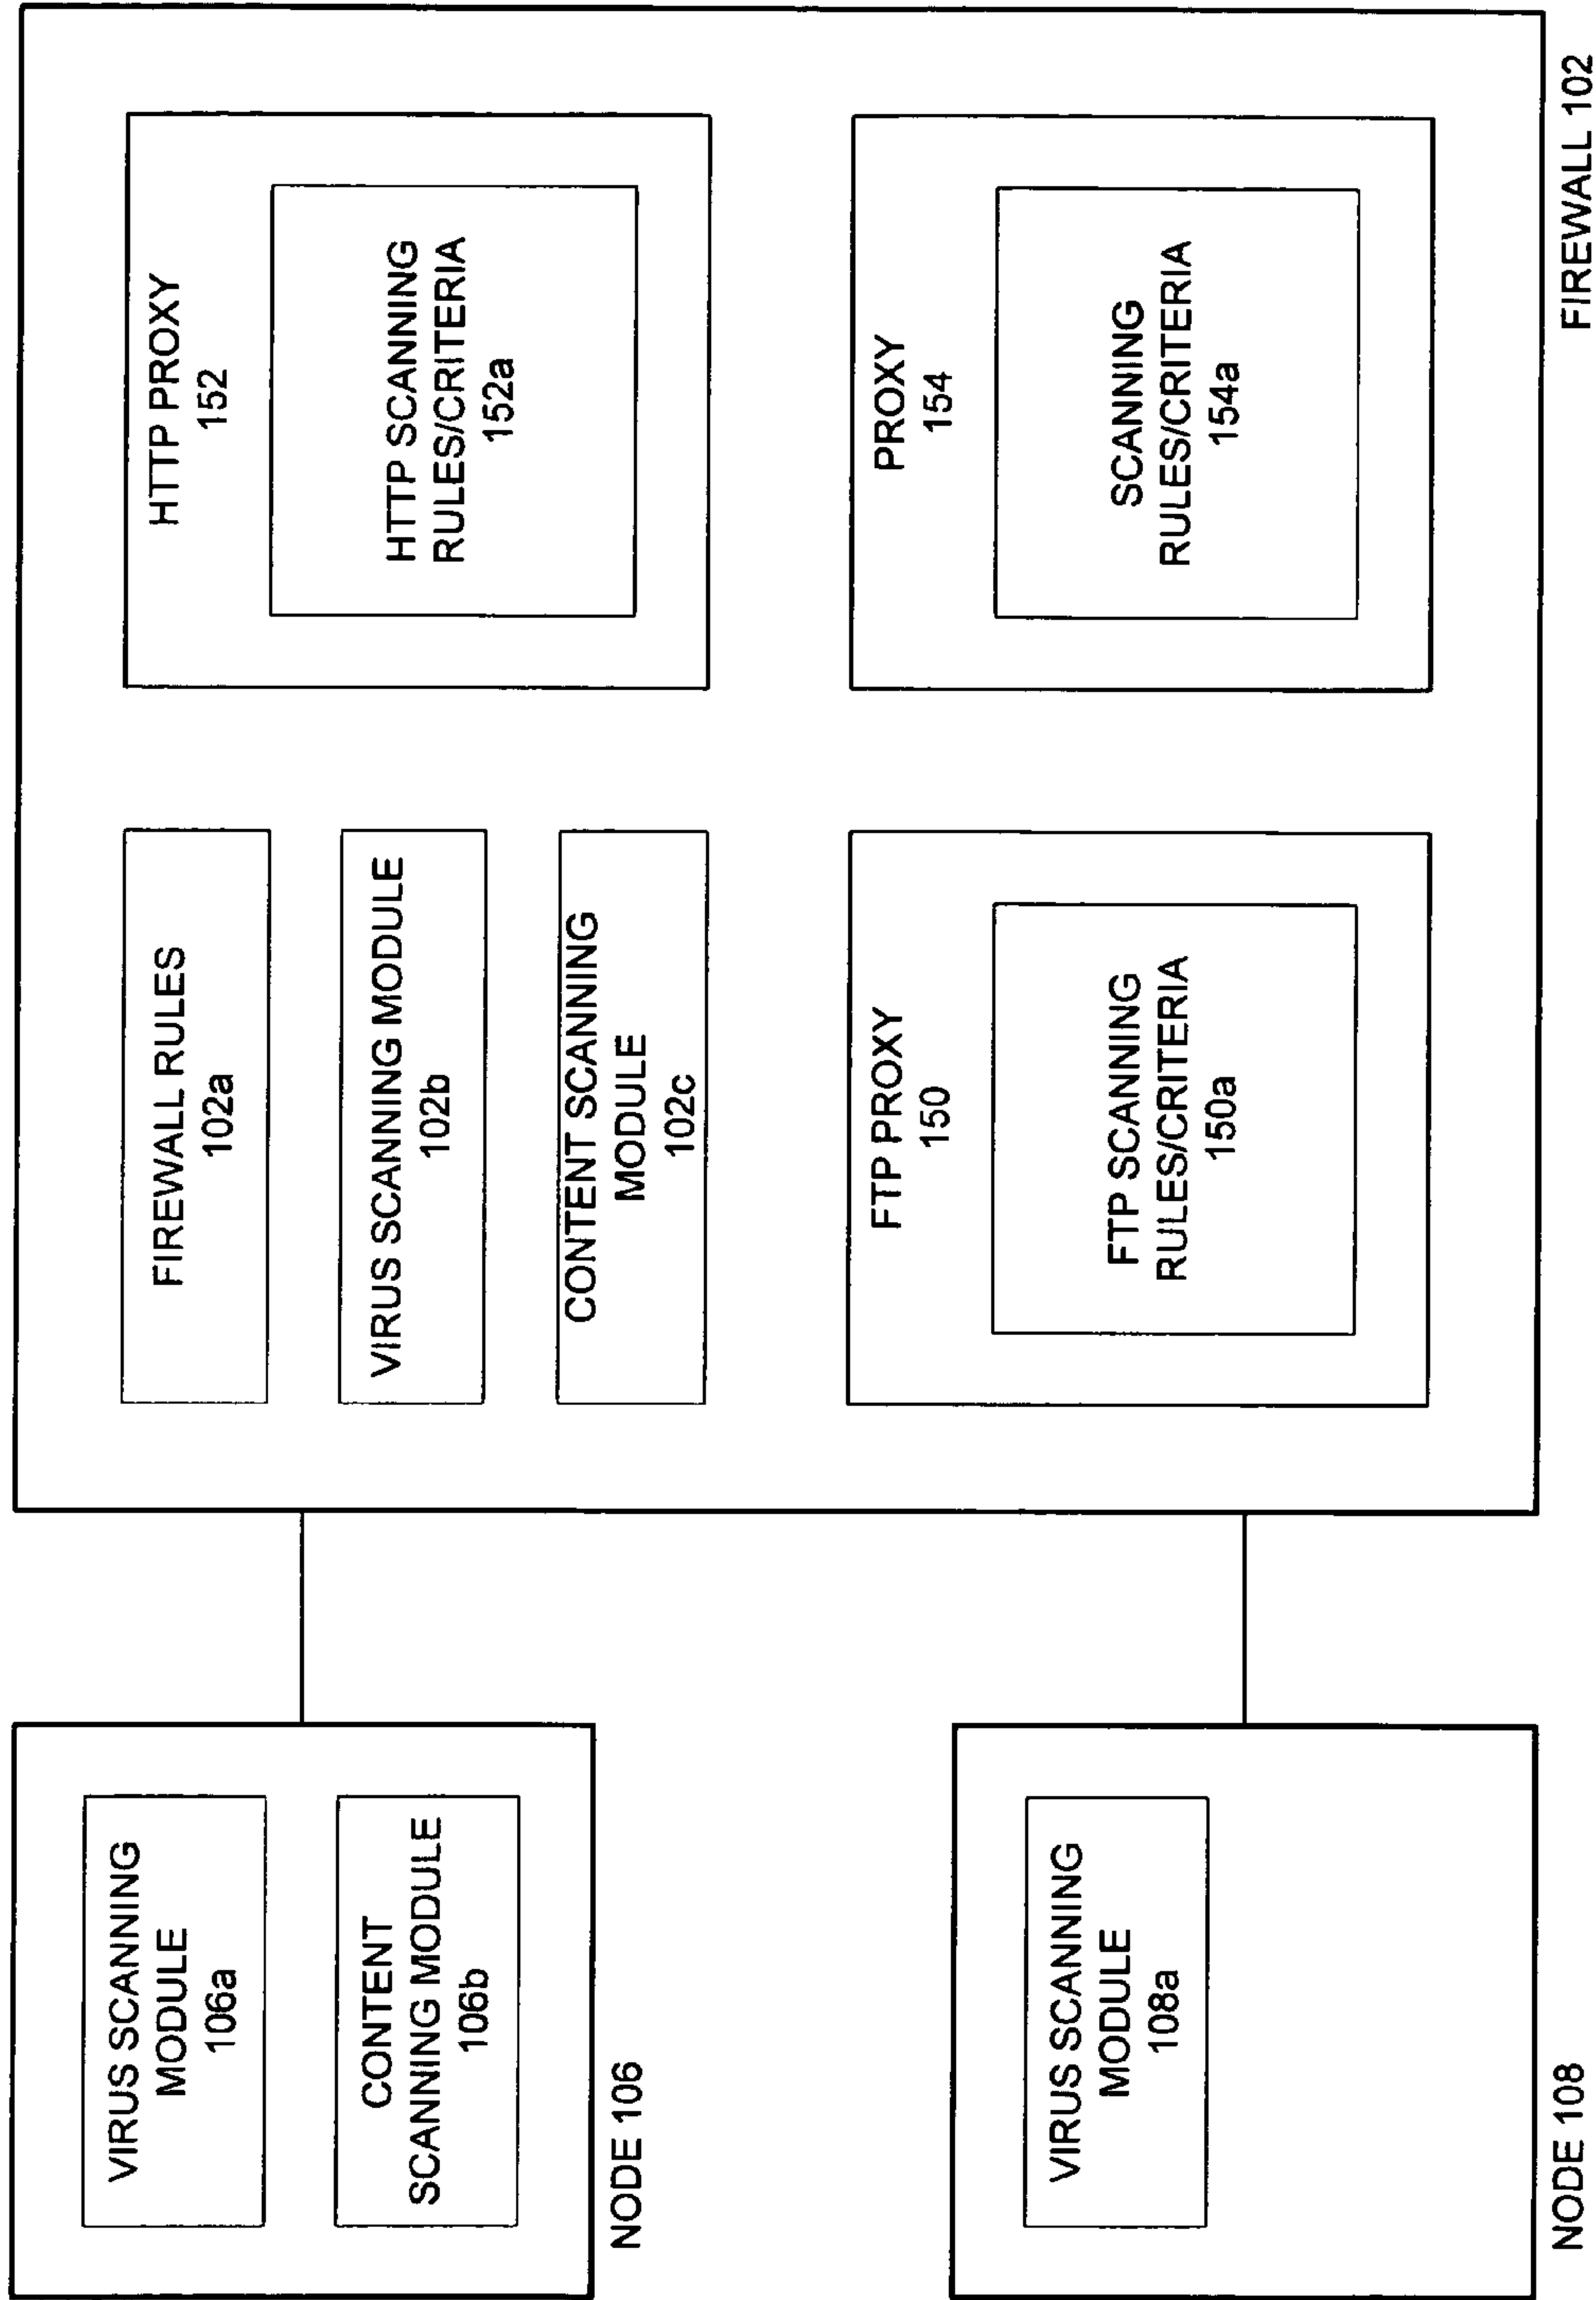 VIRUS SCANNING
MODULE
106a
CONTENT
SCANNING MODULE
106b
NODE 106
VIRUS SCANNING
MODULE
108a
NODE 108
FIREWALL RULES
102a
VIRUS SCANNING MODULE
102b
CONTENT SCANNING
MODULE
102c
HTTP PROXY
152
HTTP SCANNING
RULES/CRITERIA
152a
FTP PROXY
150
FTP SCANNING
RULES/CRITERIA
150a
PROXY
154
SCANNING
RULES/CRITERIA
154a
FIREWALL 102